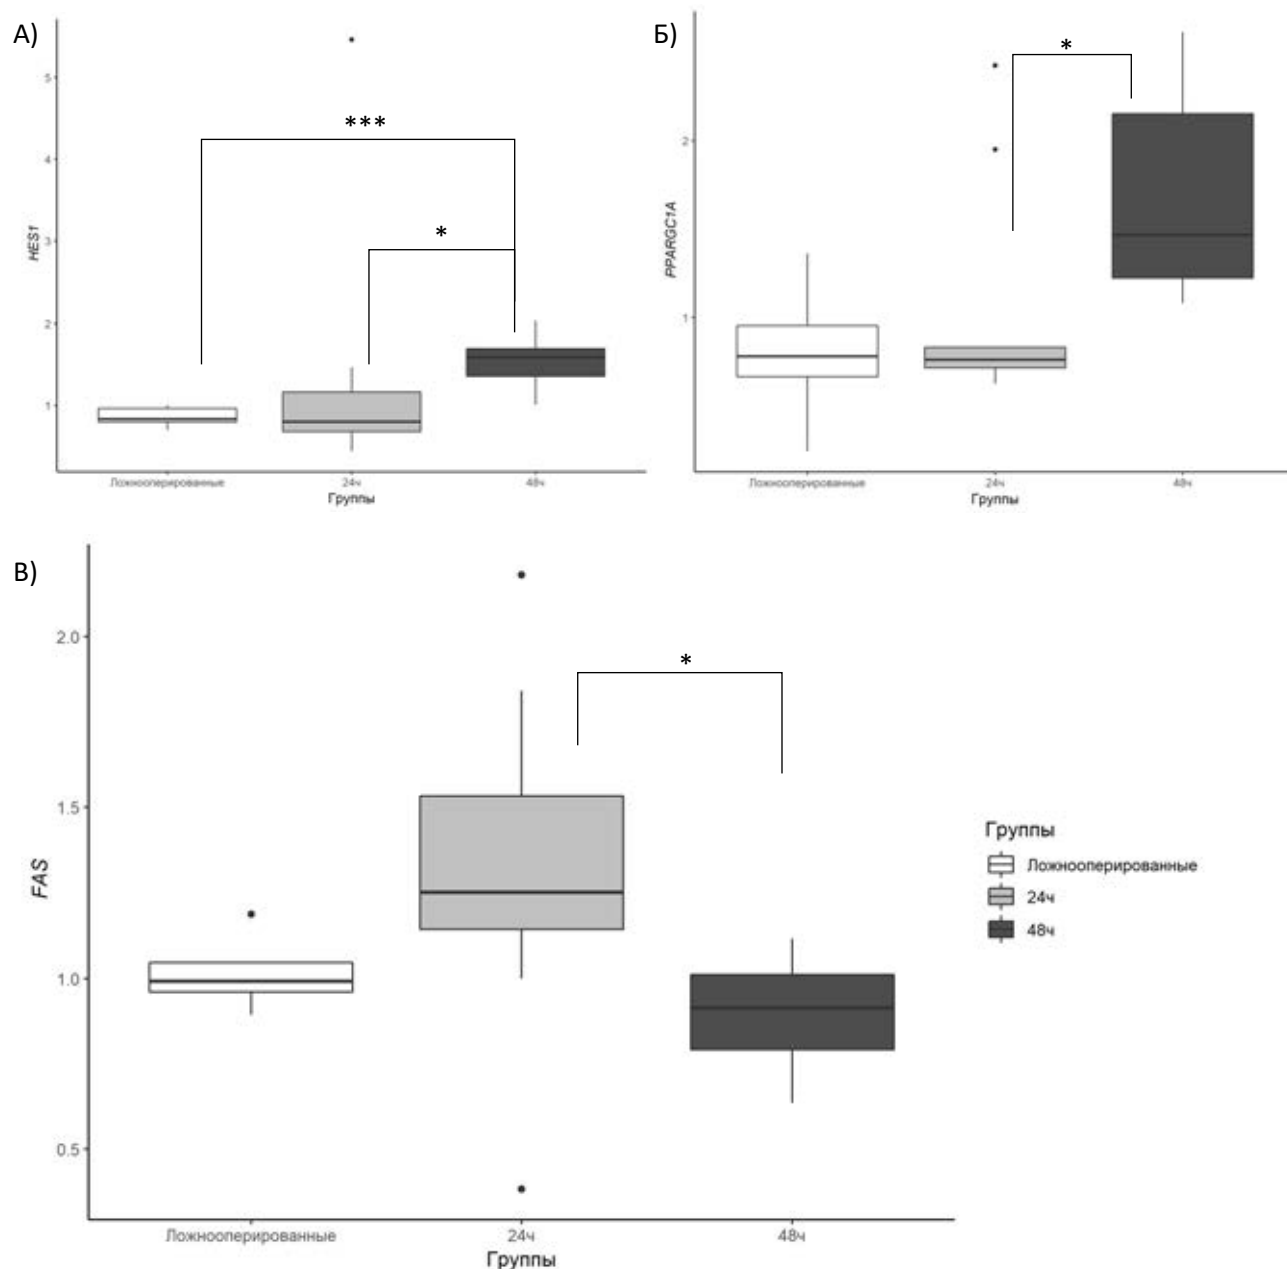 А)
5
4
3
2
1
HES1
***
*
Ложнооперированные 24ч 48ч
Группы
Б)
2
1
PPARGC1A
*
Ложнооперированные 24ч 48ч
Группы
В)
2.0
1.5
1.0
0.5
FAS
*
Ложнооперированные 24ч 48ч
Группы
Группы
Ложнооперированные
24ч
48ч